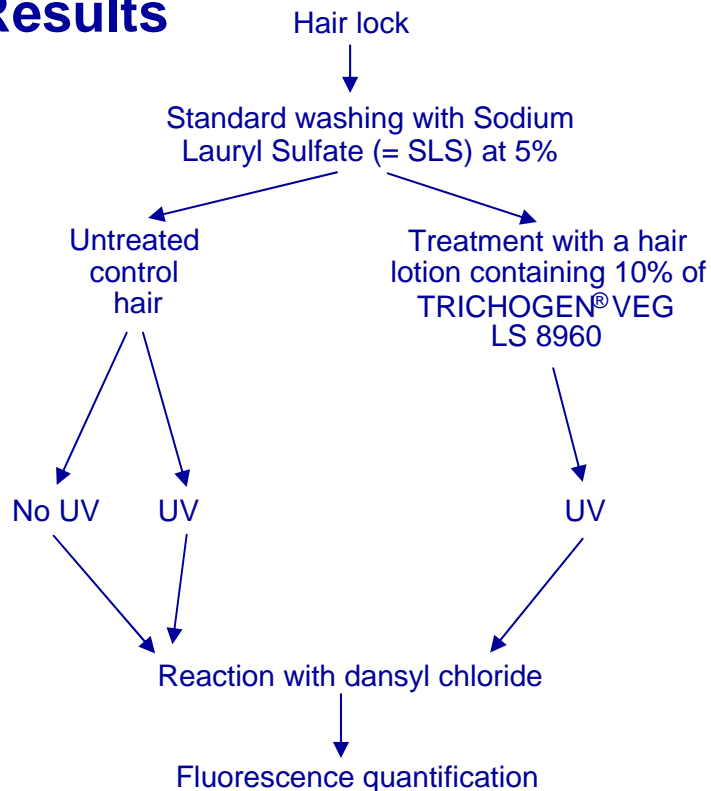 Results
Hair lock
Standard washing with Sodium
Lauryl Sulfate (= SLS) at 5%
Untreated
control
hair
Treatment with a hair
lotion containing 10% of
TRICHOGEN® VEG
LS 8960
No UV
UV
UV
Reaction with dansyl chloride
Fluorescence quantification